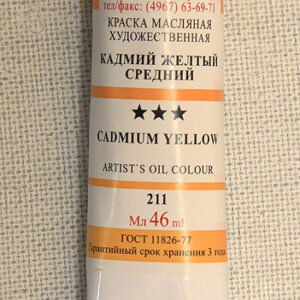 тел/факс: (4967) 63-69-71
КРАСКА МАСЛЯНАЯ
ХУДОЖЕСТВЕННАЯ
КАДМИЙ ЖЕЛТЫЙ
СРЕДНИЙ
★★★
CADMIUM YELLOW
ARTIST`S OIL COLOUR
211
Мл 46 ml
ГОСТ 11826-77
Гарантийный срок хранения 3 года